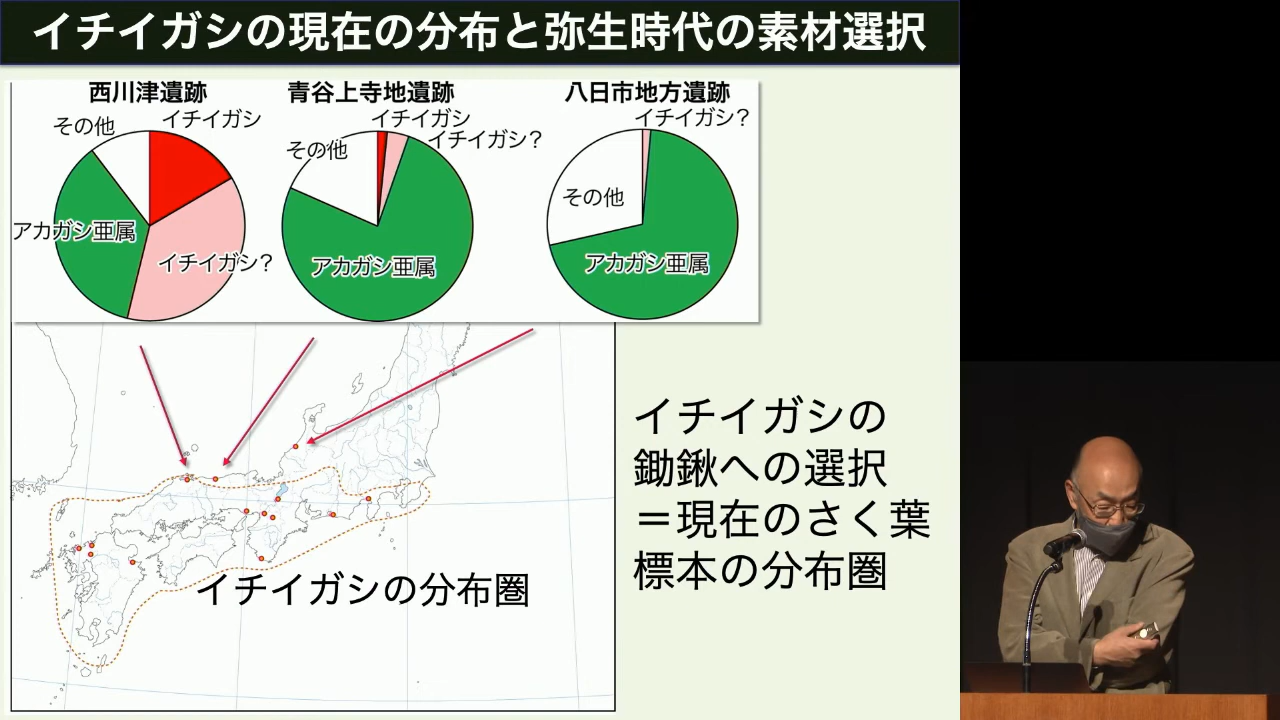 イチイガシの現在の分布と弥生時代の素材選択
西川津遺跡
青谷上寺地遺跡
八日市地方遺跡
その他
イチイガシ
アカガシ亜属
イチイガシ?
その他
イチイガシ
イチイガシ?
アカガシ亜属
イチイガシ?
その他
アカガシ亜属
イチイガシの分布圏
イチイガシの
鋤鍬への選択
＝現在のさく葉
標本の分布圏